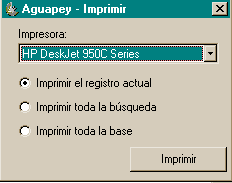 Aguapey - Imprimir
Impresora:
HP DeskJet 950C Series
Imprimir el registro actual
Imprimir toda la búsqueda
Imprimir toda la base
Imprimir